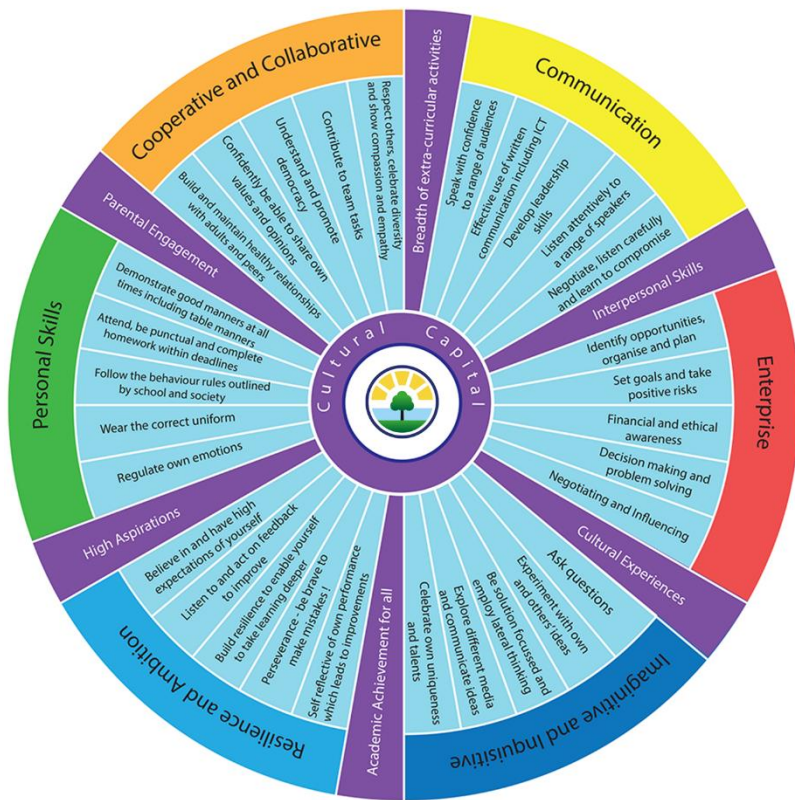 Cultural Capital
Breadth of extra-curricular activities
Communication
Speak with confidence
to a range of audiences
Effective use of written
communication including ICT
Develop leadership
skills
Listen attentively to
a range of speakers
Negotiate, listen carefully
and learn to compromise
Interpersonal Skills
Enterprise
Identify opportunities,
organise and plan
Set goals and take
positive risks
Financial and ethical
awareness
Decision making and
problem solving
Negotiating and Influencing
Cultural Experiences
Imaginitive and Inquisitive
Ask questions
Experiment with own
and others' ideas
Be solution focussed and
employ lateral thinking
Explore different media
and communicate ideas
Celebrate own uniqueness
and talents
Academic Achievement for all
Resilience and Ambition
Self reflective of own performance
which leads to improvements
Perseverance - be brave to
make mistakes !
Build resilience to enable yourself
to take learning deeper
Listen to and act on feedback
to improve
Believe in and have high
expectations of yourself
High Aspirations
Personal Skills
Regulate own emotions
Wear the correct uniform
Follow the behaviour rules outlined
by school and society
Attend, be punctual and complete
homework within deadlines
Demonstrate good manners at all
times including table manners
Parental Engagement
Cooperative and Collaborative
Build and maintain healthy relationships
with adults and peers
Confidently be able to share own
values and opinions
Understand and promote
democracy
Contribute to team tasks
Respect others, celebrate diversity
and show compassion and empathy